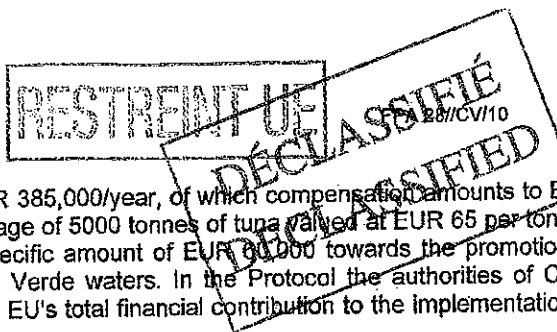 RESTREINT UE
FPA 28//CV/10
DÉCLASSIFIÉ
DECLASSIFIED
R 385,000/year, of which compensation amounts to E
age of 5000 tonnes of tuna valued at EUR 65 per ton
ecific amount of EUR 60,000 towards the promotio
Verde waters. In the Protocol the authorities of C
EU's total financial contribution to the implementatio